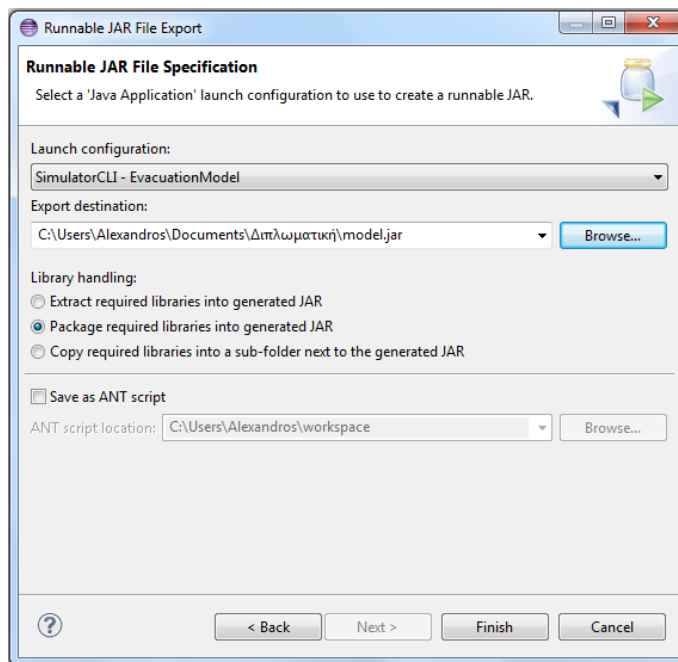 Runnable JAR File Export
Runnable JAR File Specification
Select a 'Java Application' launch configuration to use to create a runnable JAR.
Launch configuration:
SimulatorCLI - EvacuationModel
Export destination:
C:\Users\Alexandros\Documents\Διπλωματική\model.jar
Browse...
Library handling:
Extract required libraries into generated JAR
Package required libraries into generated JAR
Copy required libraries into a sub-folder next to the generated JAR
Save as ANT script
ANT script location: C:\Users\Alexandros\workspace Browse...
? < Back Next > Finish Cancel